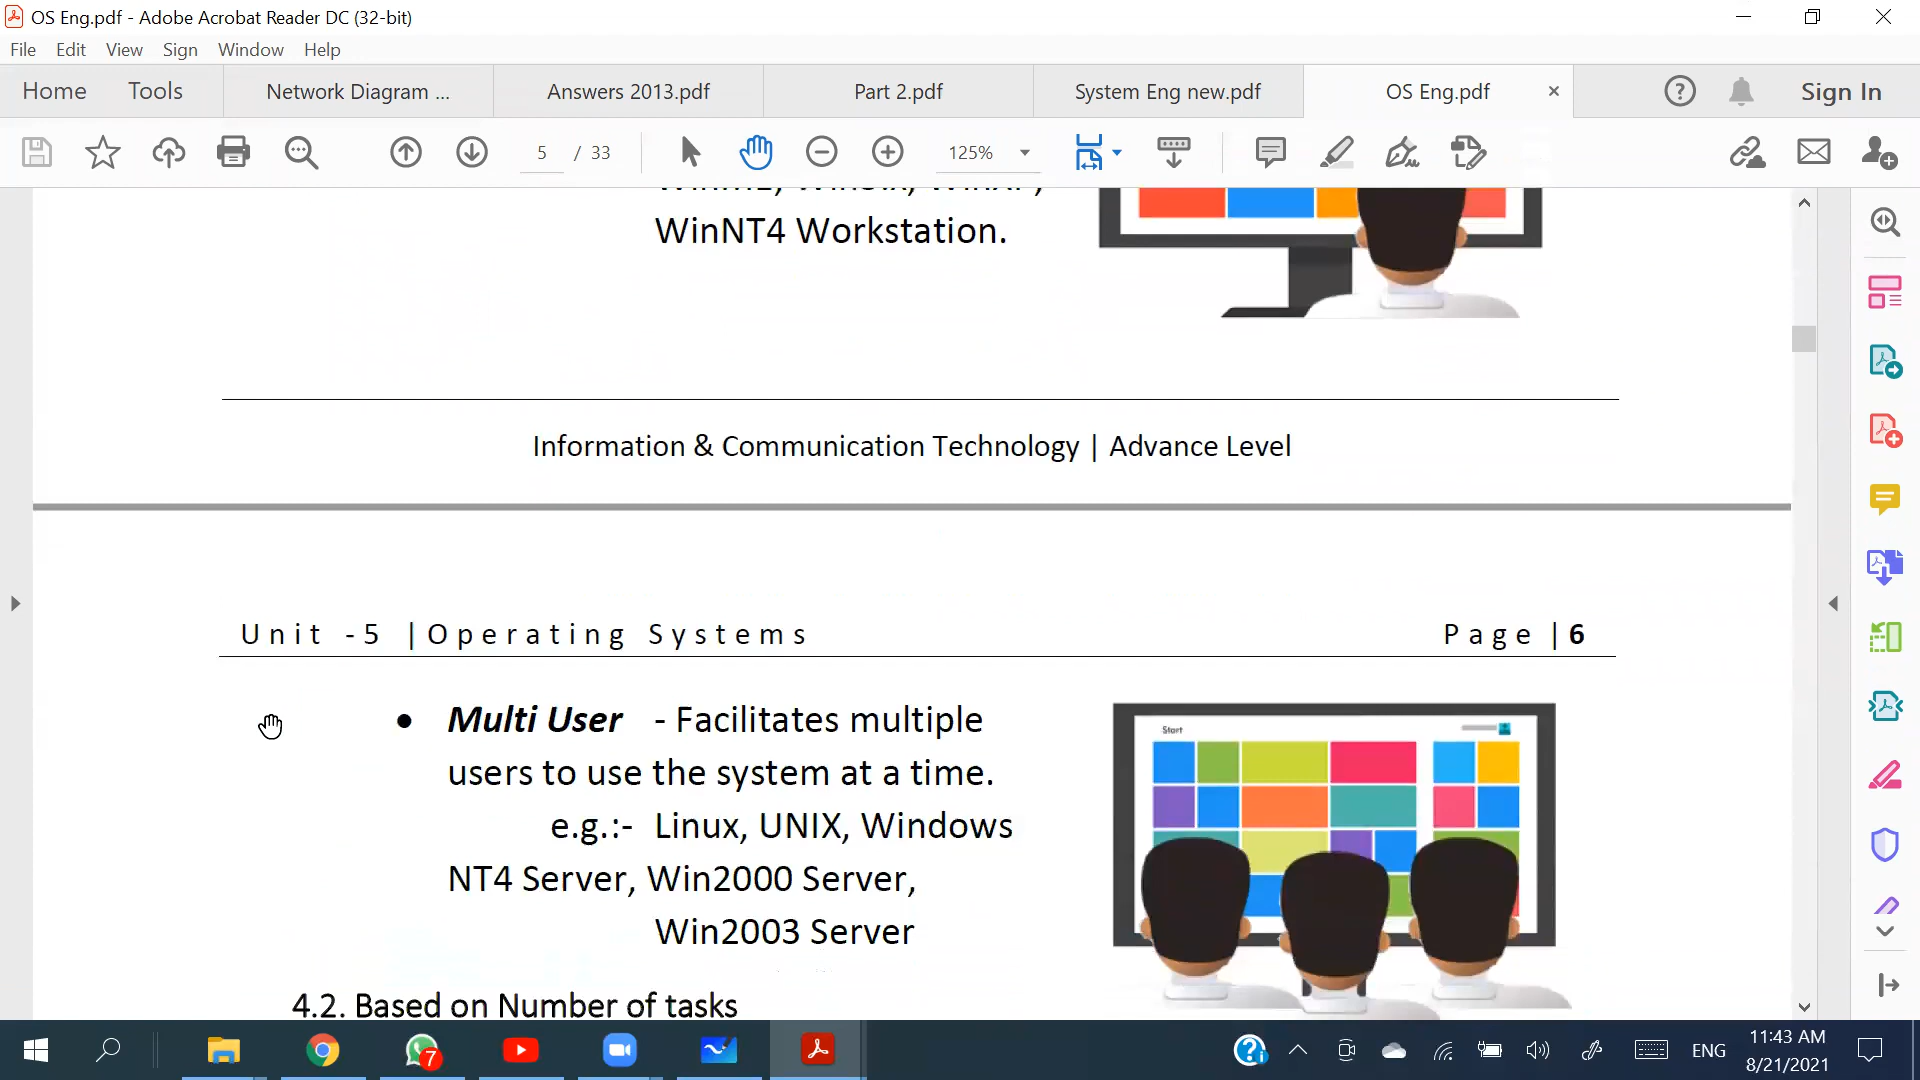 OS Eng.pdf - Adobe Acrobat Reader DC (32-bit)
File Edit View Sign Window Help
Home Tools Network Diagram ... Answers 2013.pdf Part 2.pdf System Eng new.pdf OS Eng.pdf Sign In
5 / 33 125%
WinNT4 Workstation.
Information & Communication Technology | Advance Level
Unit -5 |Operating Systems Page |6
• Multi User - Facilitates multiple
users to use the system at a time.
e.g.:- Linux, UNIX, Windows
NT4 Server, Win2000 Server,
Win2003 Server
Start
4.2. Based on Number of tasks
7
ENG
11:43 AM
8/21/2021